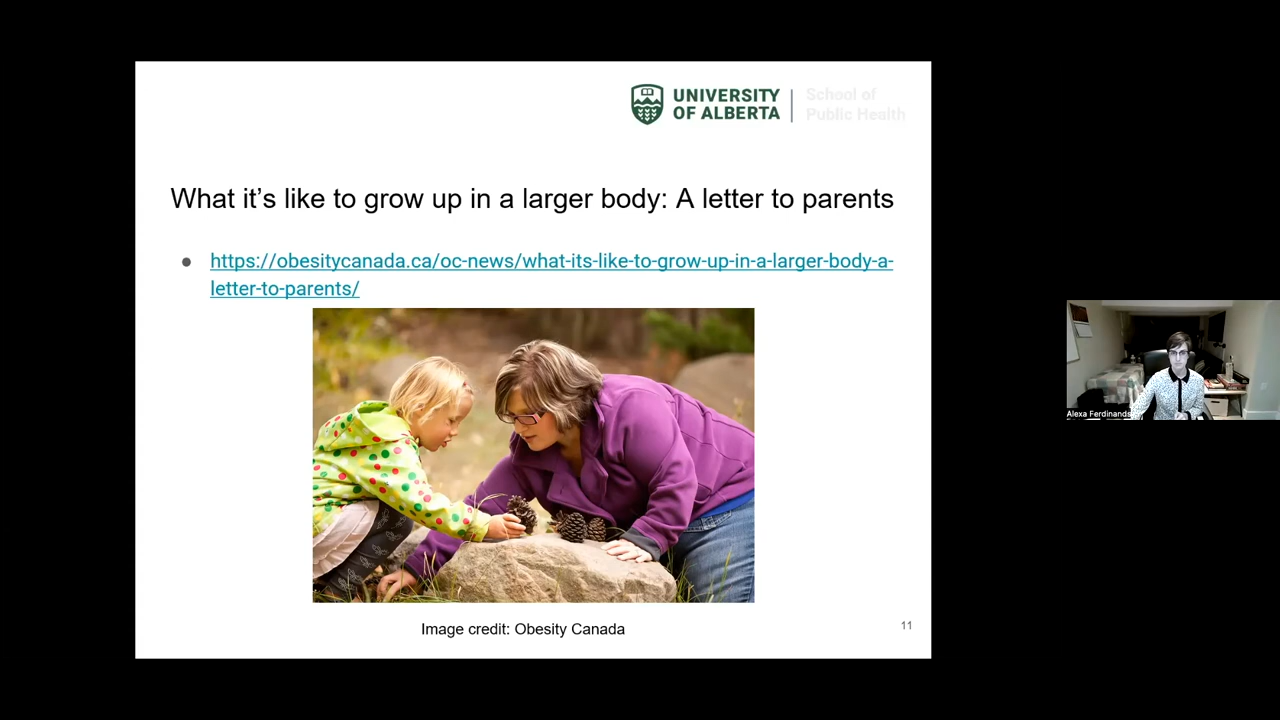 UNIVERSITY
OF ALBERTA
School of
Public Health
What it’s like to grow up in a larger body: A letter to parents
● https://obesitycanada.ca/oc-news/what-its-like-to-grow-up-in-a-larger-body-a-
letter-to-parents/
Alexa Ferdinands
Image credit: Obesity Canada
11